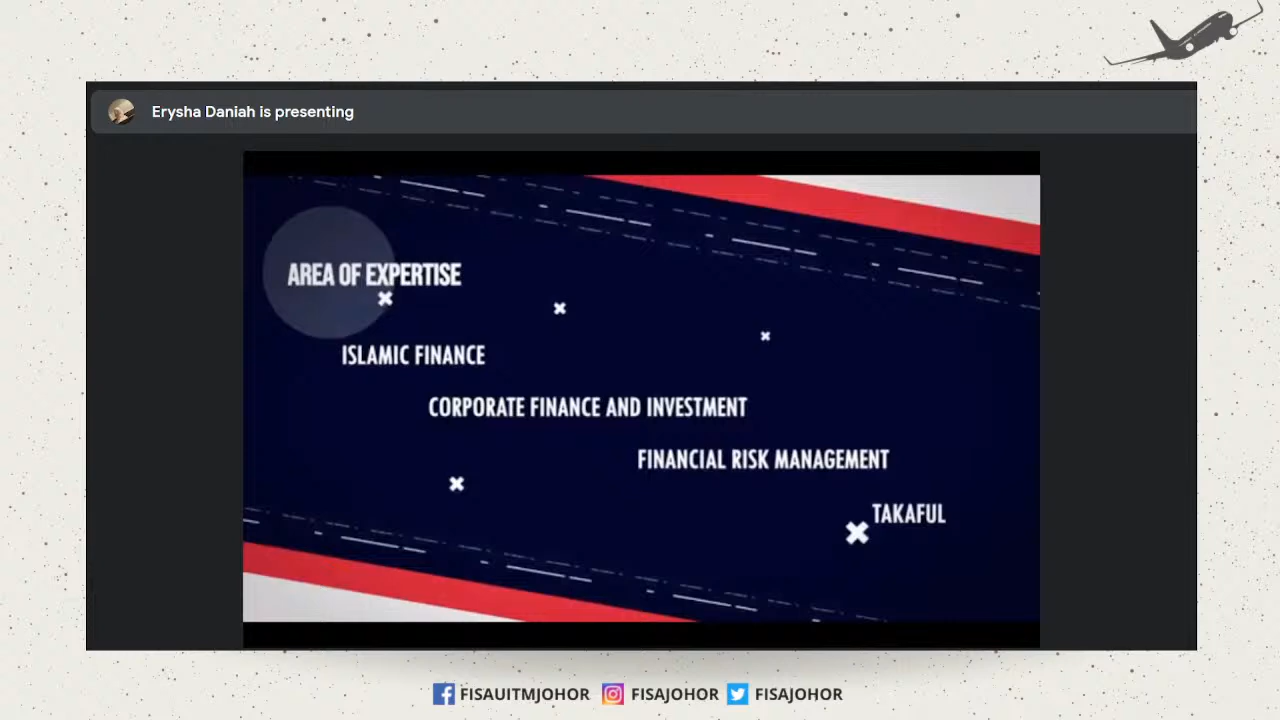 Erysha Daniah is presenting
AREA OF EXPERTISE
ISLAMIC FINANCE
CORPORATE FINANCE AND INVESTMENT
FINANCIAL RISK MANAGEMENT
TAKAFUL
FISAUITMJOHOR FISAJOHOR FISAJOHOR